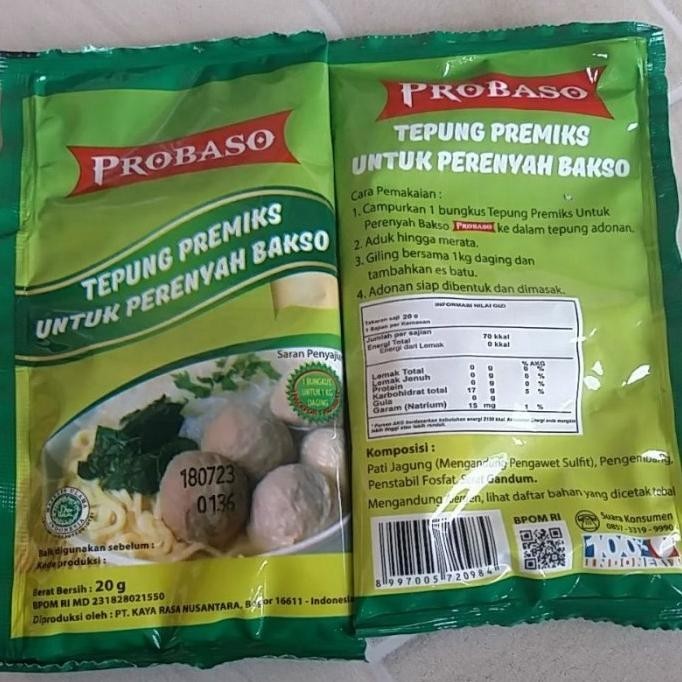 PROBASO
TEPUNG PREMIKS
UNTUK PERENYAH BAKSO
Saran Penyaji
1 BUNGKUS
UNTUK 1 KG
DAGING
180723
0136
Baik digunakan sebelum :
Kode produksi :
Berat Bersih : 20 g
BPOM RI MD 231828021550
Diproduksi oleh : PT. KAYA RASA NUSANTARA, Bogor 16611 - Indonesia
PROBASO
TEPUNG PREMIKS
UNTUK PERENYAH BAKSO
Cara Pemakaian :
1. Campurkan 1 bungkus Tepung Premiks Untuk
Perenyah Bakso PROBASO ke dalam tepung adonan.
2. Aduk hingga merata.
3. Giling bersama 1kg daging dan
tambahkan es batu.
4. Adonan siap dibentuk dan dimasak.
INFORMASI NILAI GIZI
Takaran saji 20 g
1 Sajian per Kemasan
Jumlah per sajian
Energi Total 70 kkal
Energi dari Lemak 0 kkal
% AKG
Lemak Total 0 g 0 %
Lemak Jenuh 0 g 0 %
Protein 0 g 0 %
Karbohidrat total 17 g 5 %
Gula 0 g
Garam (Natrium) 15 mg 1 %
Komposisi :
Pati Jagung (Mengandung Pengawet Sulfit), Pengembang,
Penstabil Fosfat, Serat Gandum.
Mengandung alergen, lihat daftar bahan yang dicetak tebal
BPOM RI
Suara Konsumen
0851-3319-9990
8 997005 720984
100%
INDONESIA